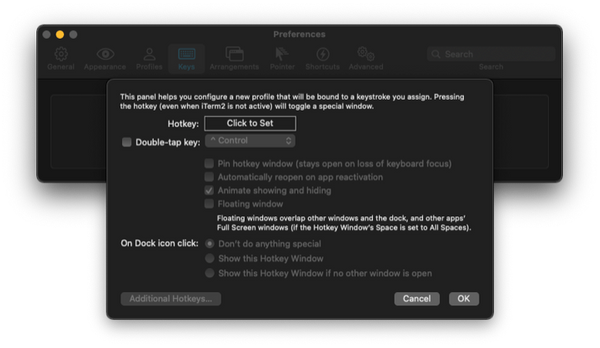 Preferences
General Appearance Profiles Keys Arrangements Pointer Shortcuts Advanced Search
Search
This panel helps you configure a new profile that will be bound to a keystroke you assign. Pressing
the hotkey (even when iTerm2 is not active) will toggle a special window.
Hotkey: Click to Set
Double-tap key: ^ Control
Pin hotkey window (stays open on loss of keyboard focus)
Automatically reopen on app reactivation
Animate showing and hiding
Floating window
Floating windows overlap other windows and the dock, and other apps'
Full Screen windows (if the Hotkey Window's Space is set to All Spaces).
On Dock icon click: Don't do anything special
Show this Hotkey Window
Show this Hotkey Window if no other window is open
Additional Hotkeys... Cancel OK